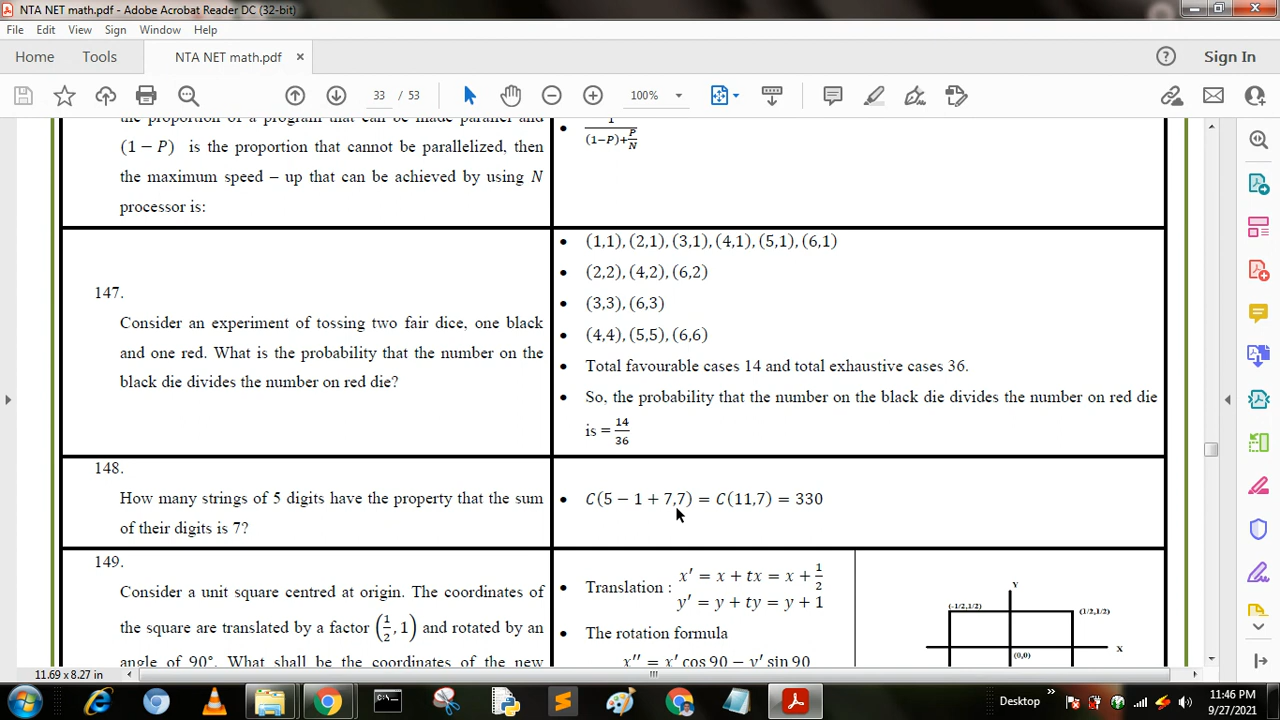 NTA NET math.pdf - Adobe Acrobat Reader DC (32-bit)
File Edit View Sign Window Help
Home Tools NTA NET math.pdf × Sign In
33 / 53 100%
the proportion of a program that can be made parallel and
(1 − P) is the proportion that cannot be parallelized, then
the maximum speed – up that can be achieved by using N
processor is:
• 1/((1−P)+P/N)
147.
Consider an experiment of tossing two fair dice, one black
and one red. What is the probability that the number on the
black die divides the number on red die?
• (1,1), (2,1), (3,1), (4,1), (5,1), (6,1)
• (2,2), (4,2), (6,2)
• (3,3), (6,3)
• (4,4), (5,5), (6,6)
• Total favourable cases 14 and total exhaustive cases 36.
• So, the probability that the number on the black die divides the number on red die
is = 14/36
148.
How many strings of 5 digits have the property that the sum
of their digits is 7?
• C(5 − 1 + 7,7) = C(11,7) = 330
149.
Consider a unit square centred at origin. The coordinates of
the square are translated by a factor (1/2, 1) and rotated by an
angle of 90°. What shall be the coordinates of the new
• Translation : x′ = x + tx = x + 1/2
y′ = y + ty = y + 1
• The rotation formula
x″ = x′ cos 90 − y′ sin 90
Y
(-1/2,1/2) (1/2,1/2)
X
(0,0)
11.69 x 8.27 in
Desktop
11:46 PM
9/27/2021